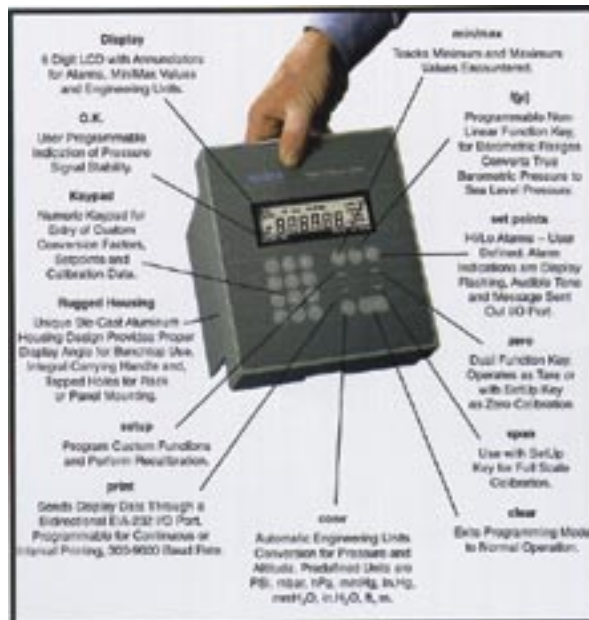 Display
6 Digit LCD with Annunciators
for Alarms, Min/Max Values
and Engineering Units.
O.K.
User Programmable
Indication of Pressure
Signal Stability.
Keypad
Numeric Keypad for
Entry of Custom
Conversion Factors,
Setpoints and
Calibration Data.
Rugged Housing
Unique Die-Cast Aluminum
Housing Design Provides Proper
Display Angle for Benchtop Use,
Integral Carrying Handle and,
Tapped Holes for Rack
or Panel Mounting.
setup
Program Custom Functions
and Perform Recalibration.
print
Sends Display Data Through a
Bidirectional EIA-232 I/O Port.
Programmable for Continuous or
Interval Printing, 300-9600 Baud Rate.
conv
Automatic Engineering Units
Conversion for Pressure and
Altitude. Predefined Units are
PSI, mbar, hPa, mmHg, in.Hg,
mmH2O, in.H2O, ft, m.
min/max
Tracks Minimum and Maximum
Values Encountered.
f(p)
Programmable Non-
Linear Function Key,
for Barometric Ranges
Converts True
Barometric Pressure to
Sea Level Pressure.
set points
Hi/Lo Alarms – User
Defined. Alarm
Indications are Display
Flashing, Audible Tone
and Message Sent
Out I/O Port.
zero
Dual Function Key
Operates as Tare or
with SetUp Key
as Zero Calibration.
span
Use with SetUp
Key for Full Scale
Calibration.
clear
Exits Programming Mode
to Normal Operation.